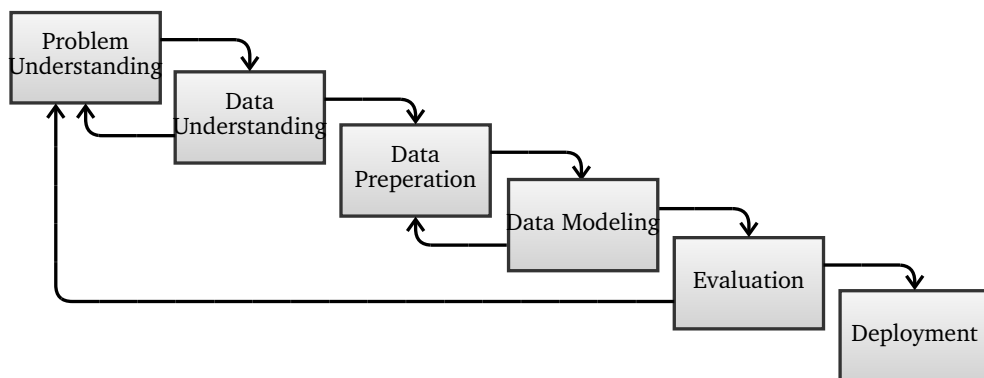 Problem
Understanding
Data
Understanding
Data
Preperation
Data Modeling
Evaluation
Deployment